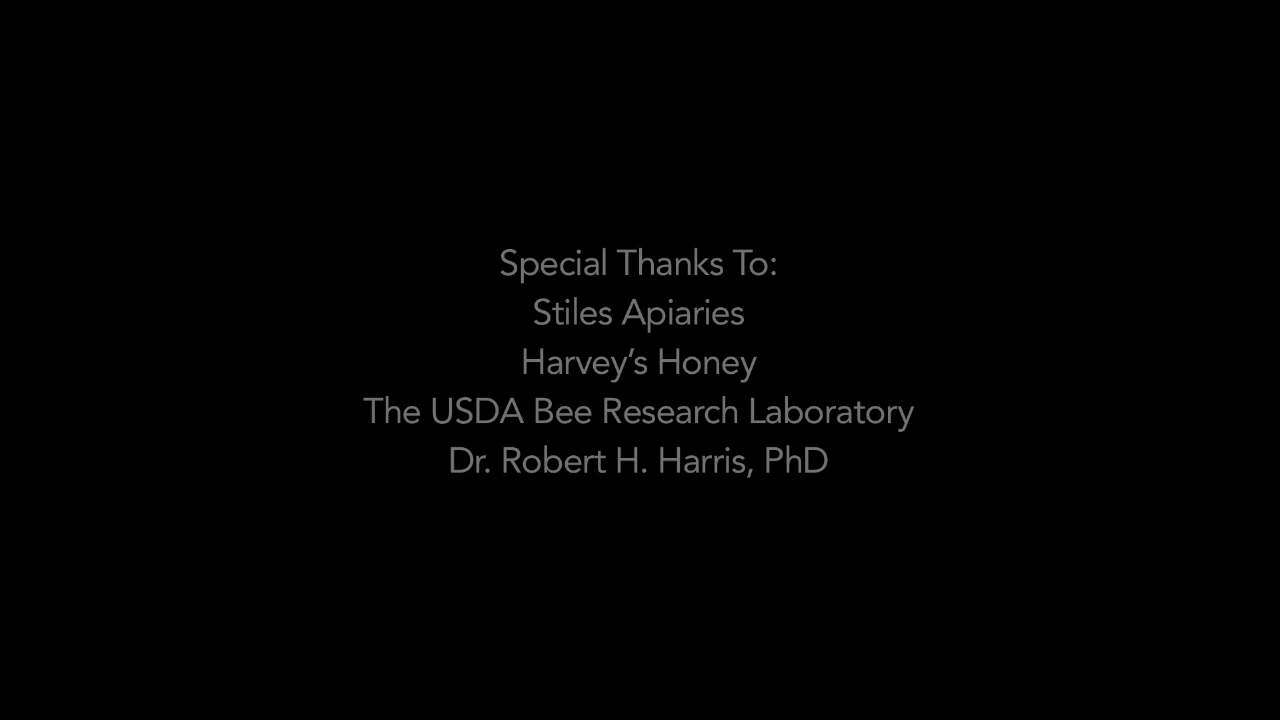 Special Thanks To:
Stiles Apiaries
Harvey’s Honey
The USDA Bee Research Laboratory
Dr. Robert H. Harris, PhD